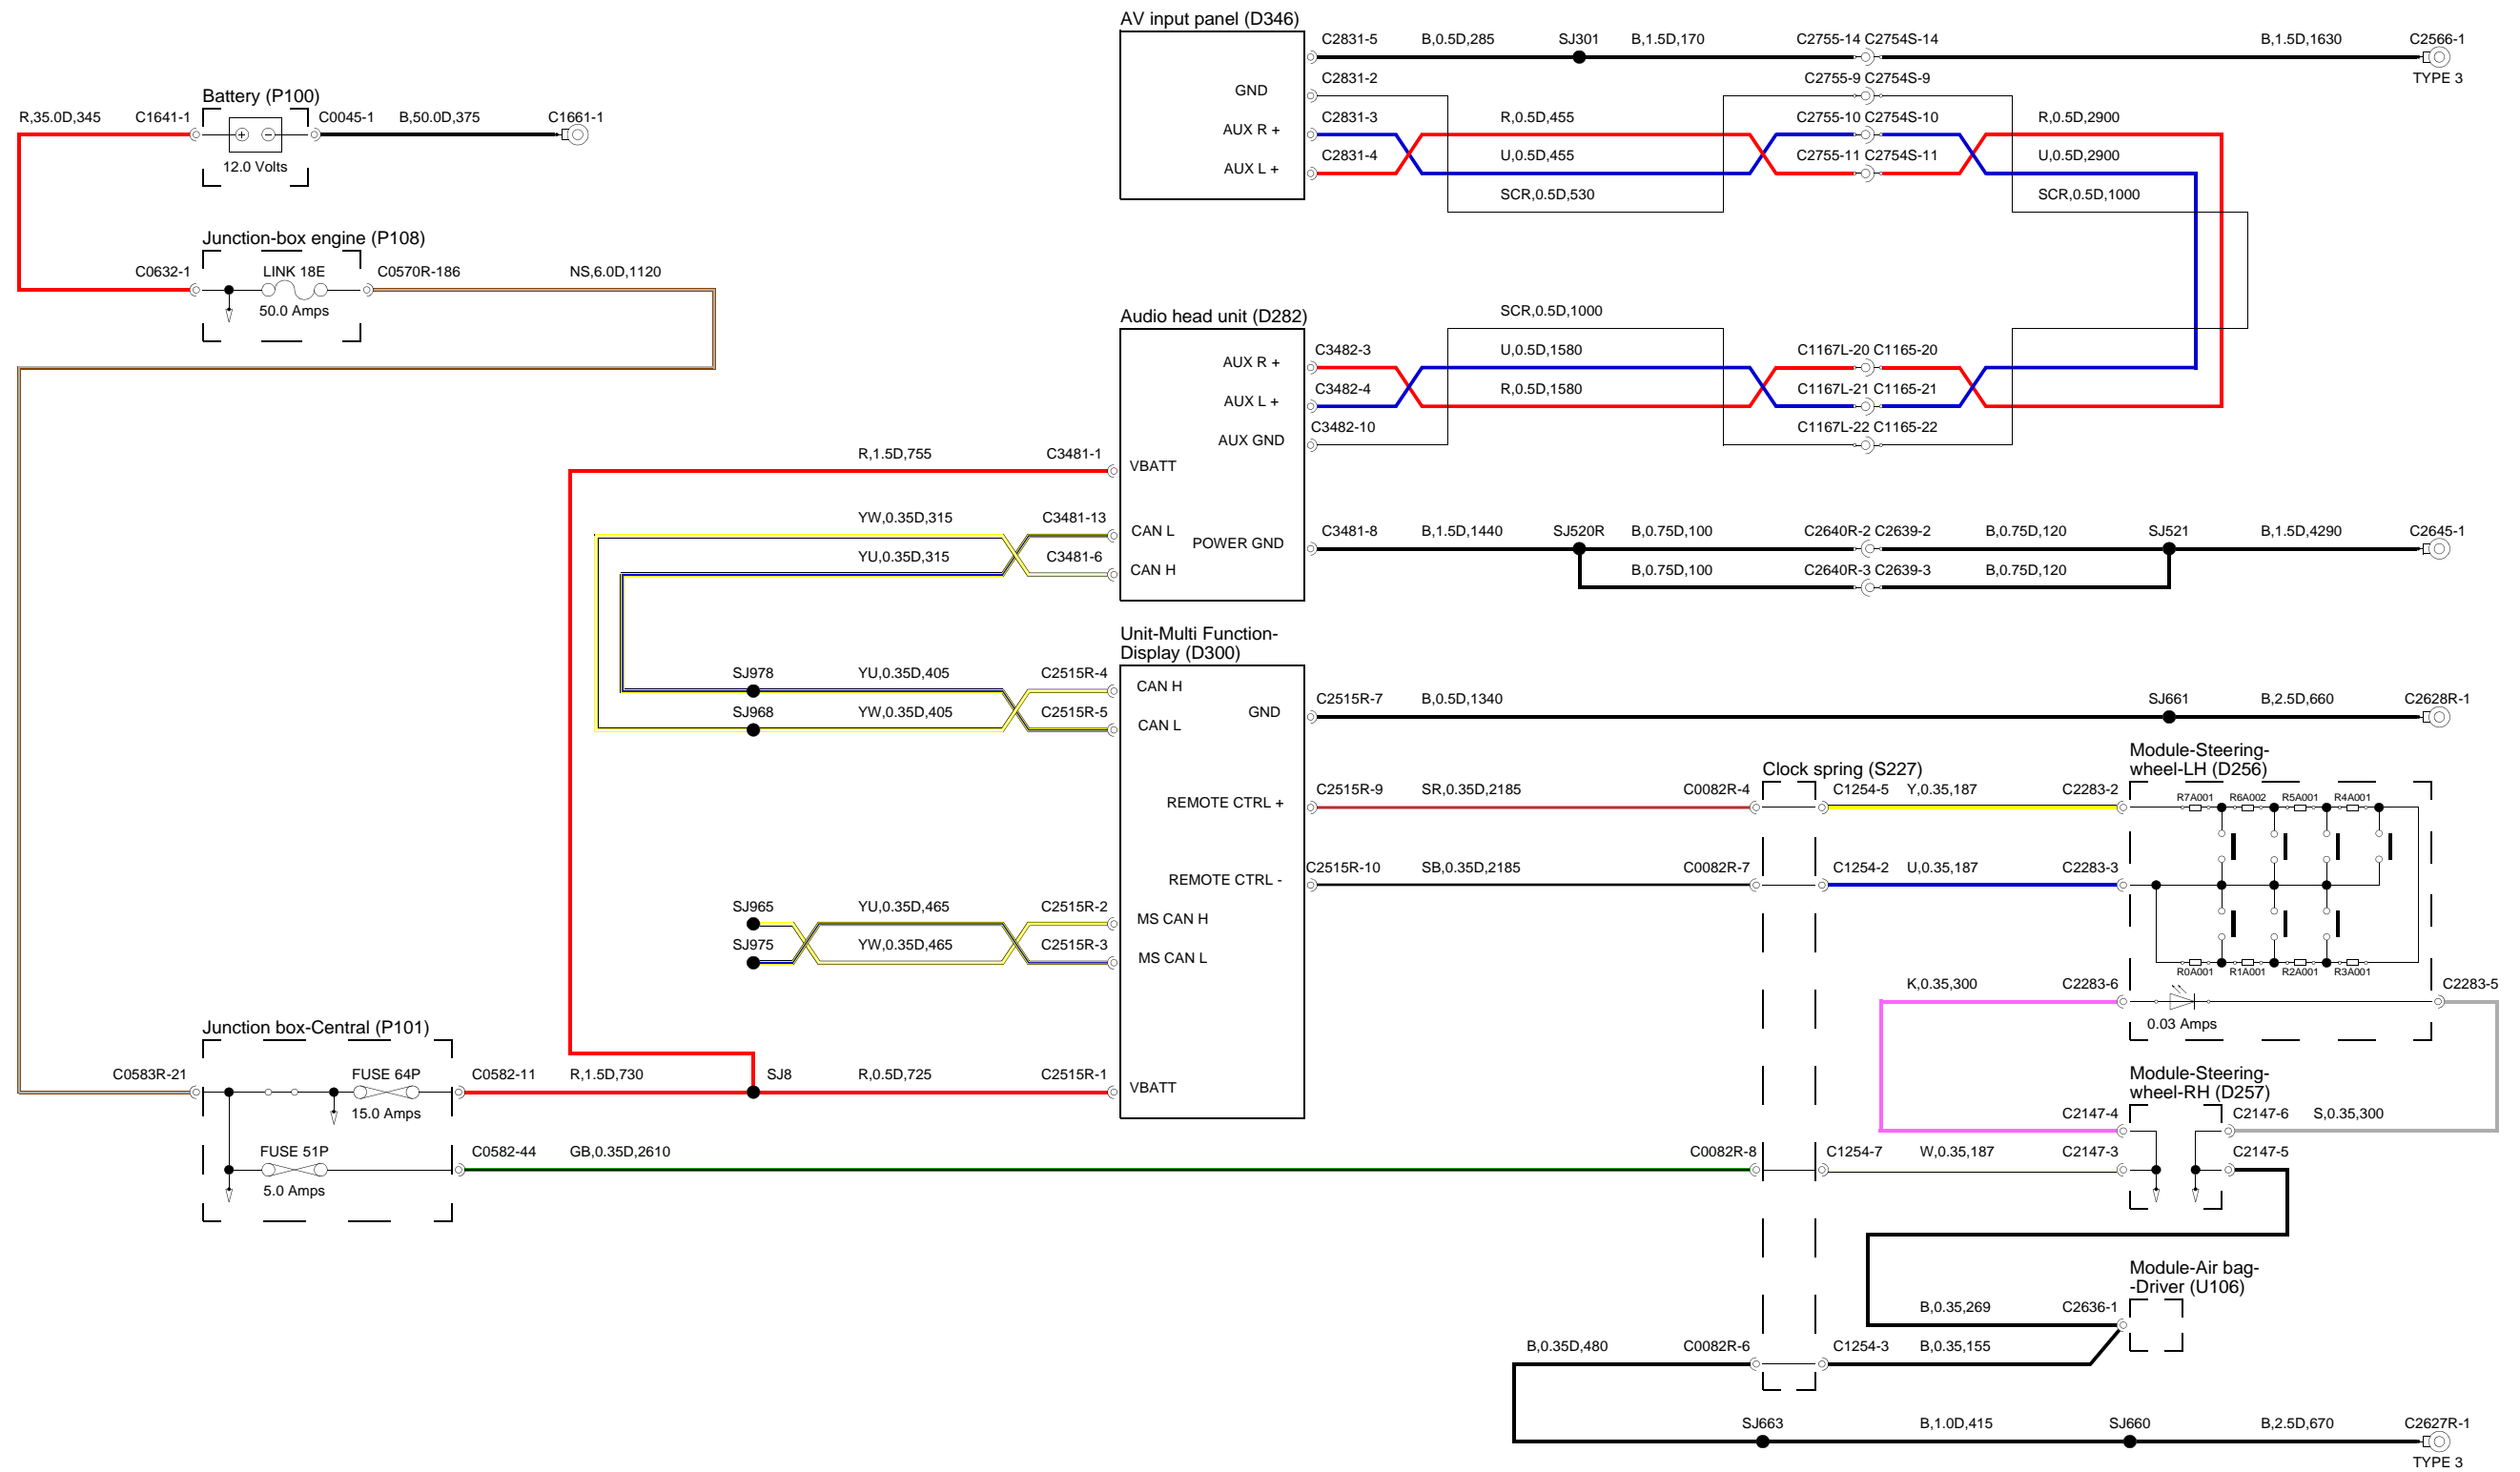 AV input panel (D346)
C2831-5 B,0.5D,285 SJ301 B,1.5D,170 C2755-14 C2754S-14 B,1.5D,1630 C2566-1
TYPE 3
C2831-2 C2755-9 C2754S-9
GND
Battery (P100)
R,35.0D,345 C1641-1 C0045-1 B,50.0D,375 C1661-1
12.0 Volts
C2831-3 R,0.5D,455 C2755-10 C2754S-10 R,0.5D,2900
AUX R +
C2831-4 U,0.5D,455 C2755-11 C2754S-11 U,0.5D,2900
AUX L +
SCR,0.5D,530 SCR,0.5D,1000
Junction-box engine (P108)
C0632-1 LINK 18E C0570R-186 NS,6.0D,1120
50.0 Amps
Audio head unit (D282)
SCR,0.5D,1000
C3482-3 U,0.5D,1580 C1167L-20 C1165-20
AUX R +
C3482-4 R,0.5D,1580 C1167L-21 C1165-21
AUX L +
C3482-10 C1167L-22 C1165-22
AUX GND
R,1.5D,755 C3481-1
VBATT
YW,0.35D,315 C3481-13
CAN L
C3481-8 B,1.5D,1440 SJ520R B,0.75D,100 C2640R-2 C2639-2 B,0.75D,120 SJ521 B,1.5D,4290 C2645-1
POWER GND
YU,0.35D,315 C3481-6
CAN H
B,0.75D,100 C2640R-3 C2639-3 B,0.75D,120
Unit-Multi Function-
Display (D300)
SJ978 YU,0.35D,405 C2515R-4
CAN H
SJ968 YW,0.35D,405 C2515R-5
CAN L
C2515R-7 B,0.5D,1340 SJ661 B,2.5D,660 C2628R-1
GND
Clock spring (S227)
Module-Steering-
wheel-LH (D256)
C2515R-9 SR,0.35D,2185 C0082R-4 C1254-5 Y,0.35,187 C2283-2
REMOTE CTRL +
R7A001 R6A002 R5A001 R4A001
C2515R-10 SB,0.35D,2185 C0082R-7 C1254-2 U,0.35,187 C2283-3
REMOTE CTRL -
SJ965 YU,0.35D,465 C2515R-2
MS CAN H
SJ975 YW,0.35D,465 C2515R-3
MS CAN L
R0A001 R1A001 R2A001 R3A001
K,0.35,300 C2283-6 C2283-5
0.03 Amps
Junction box-Central (P101)
C0583R-21 FUSE 64P C0582-11 R,1.5D,730 SJ8 R,0.5D,725 C2515R-1
VBATT
15.0 Amps
Module-Steering-
wheel-RH (D257)
C2147-4 C2147-6 S,0.35,300
FUSE 51P C0582-44 GB,0.35D,2610 C0082R-8 C1254-7 W,0.35,187 C2147-3 C2147-5
5.0 Amps
Module-Air bag-
-Driver (U106)
B,0.35,269 C2636-1
B,0.35D,480 C0082R-6 C1254-3 B,0.35,155
SJ663 B,1.0D,415 SJ660 B,2.5D,670 C2627R-1
TYPE 3